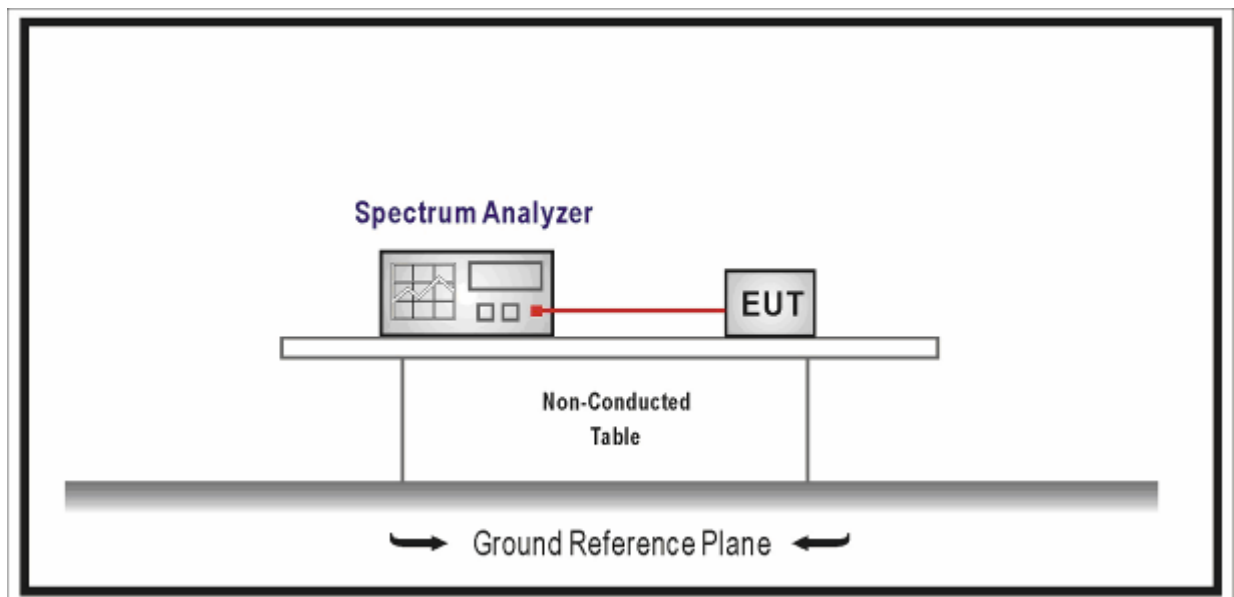 Spectrum Analyzer
EUT
Non-Conducted
Table
Ground Reference Plane